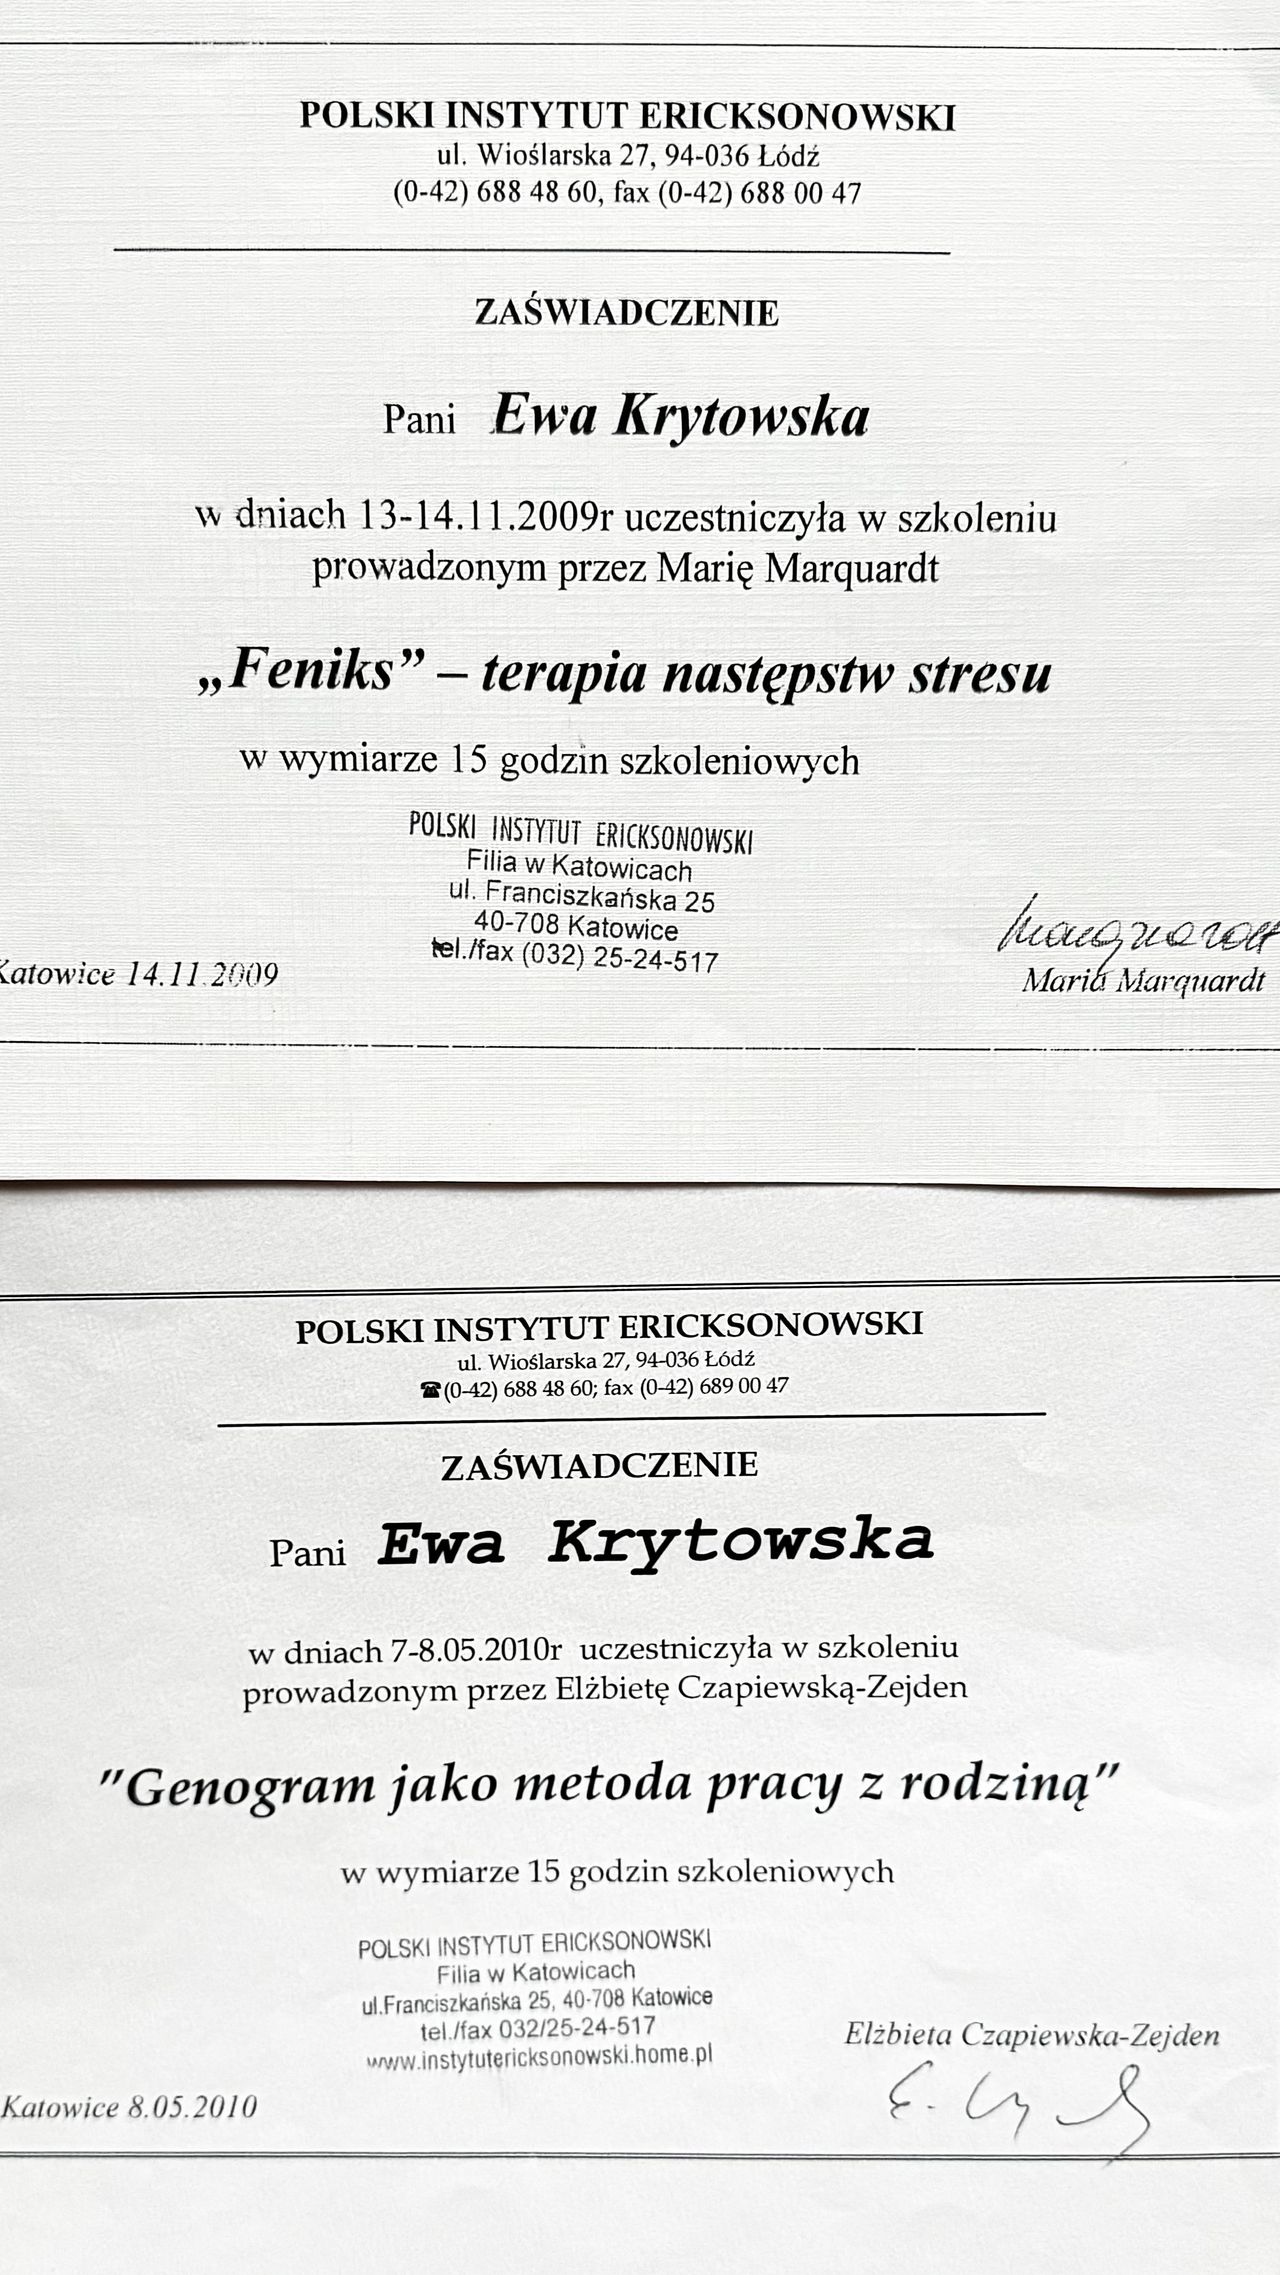 POLSKI INSTYTUT ERICKSONOWSKI
ul. Wioślarska 27, 94-036 Łódź
(0-42) 688 48 60, fax (0-42) 688 00 47
ZAŚWIADCZENIE
Pani Ewa Krytowska
w dniach 13-14.11.2009r uczestniczyła w szkoleniu
prowadzonym przez Marię Marquardt
„Feniks” – terapia następstw stresu
w wymiarze 15 godzin szkoleniowych
POLSKI INSTYTUT ERICKSONOWSKI
Filia w Katowicach
ul. Franciszkańska 25
40-708 Katowice
tel./fax (032) 25-24-517
Katowice 14.11.2009
Marquardt
Maria Marquardt
POLSKI INSTYTUT ERICKSONOWSKI
ul. Wioślarska 27, 94-036 Łódź
☎(0-42) 688 48 60; fax (0-42) 689 00 47
ZAŚWIADCZENIE
Pani Ewa Krytowska
w dniach 7-8.05.2010r uczestniczyła w szkoleniu
prowadzonym przez Elżbietę Czapiewską-Zejden
"Genogram jako metoda pracy z rodziną"
w wymiarze 15 godzin szkoleniowych
POLSKI INSTYTUT ERICKSONOWSKI
Filia w Katowicach
ul.Franciszkańska 25, 40-708 Katowice
tel./fax 032/25-24-517
www.instytutericksonowski.home.pl
Elżbieta Czapiewska-Zejden
Katowice 8.05.2010